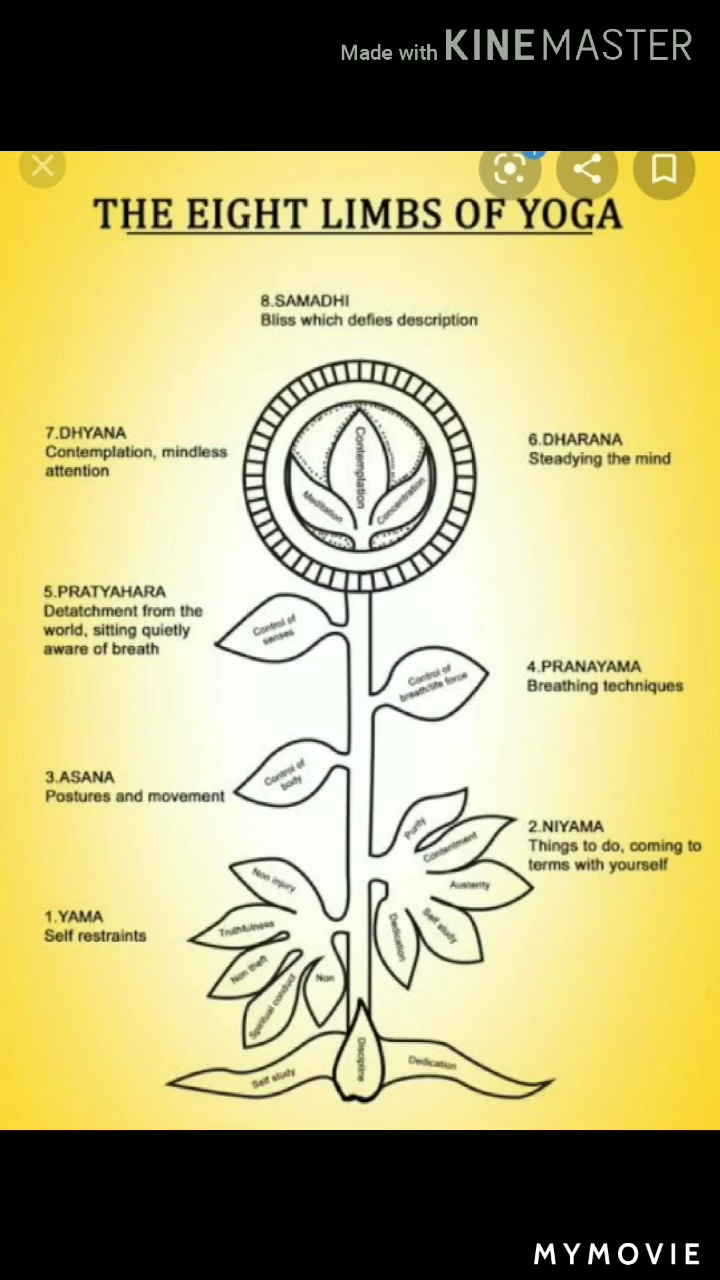 Made with KINEMASTER
THE EIGHT LIMBS OF YOGA
8.SAMADHI
Bliss which defies description
7.DHYANA
Contemplation, mindless
attention
6.DHARANA
Steadying the mind
Contemplation
Meditation
Concentration
5.PRATYAHARA
Detatchment from the
world, sitting quietly
aware of breath
Control of
senses
4.PRANAYAMA
Breathing techniques
Control of
breath/life force
3.ASANA
Postures and movement
Control of
body
2.NIYAMA
Things to do, coming to
terms with yourself
Purity
Contentment
Austerity
Self study
Dedication
1.YAMA
Self restraints
Non injury
Truthfulness
Non theft
Spiritual conduct
Non
Discipline
Self study
Dedication
MYMOVIE